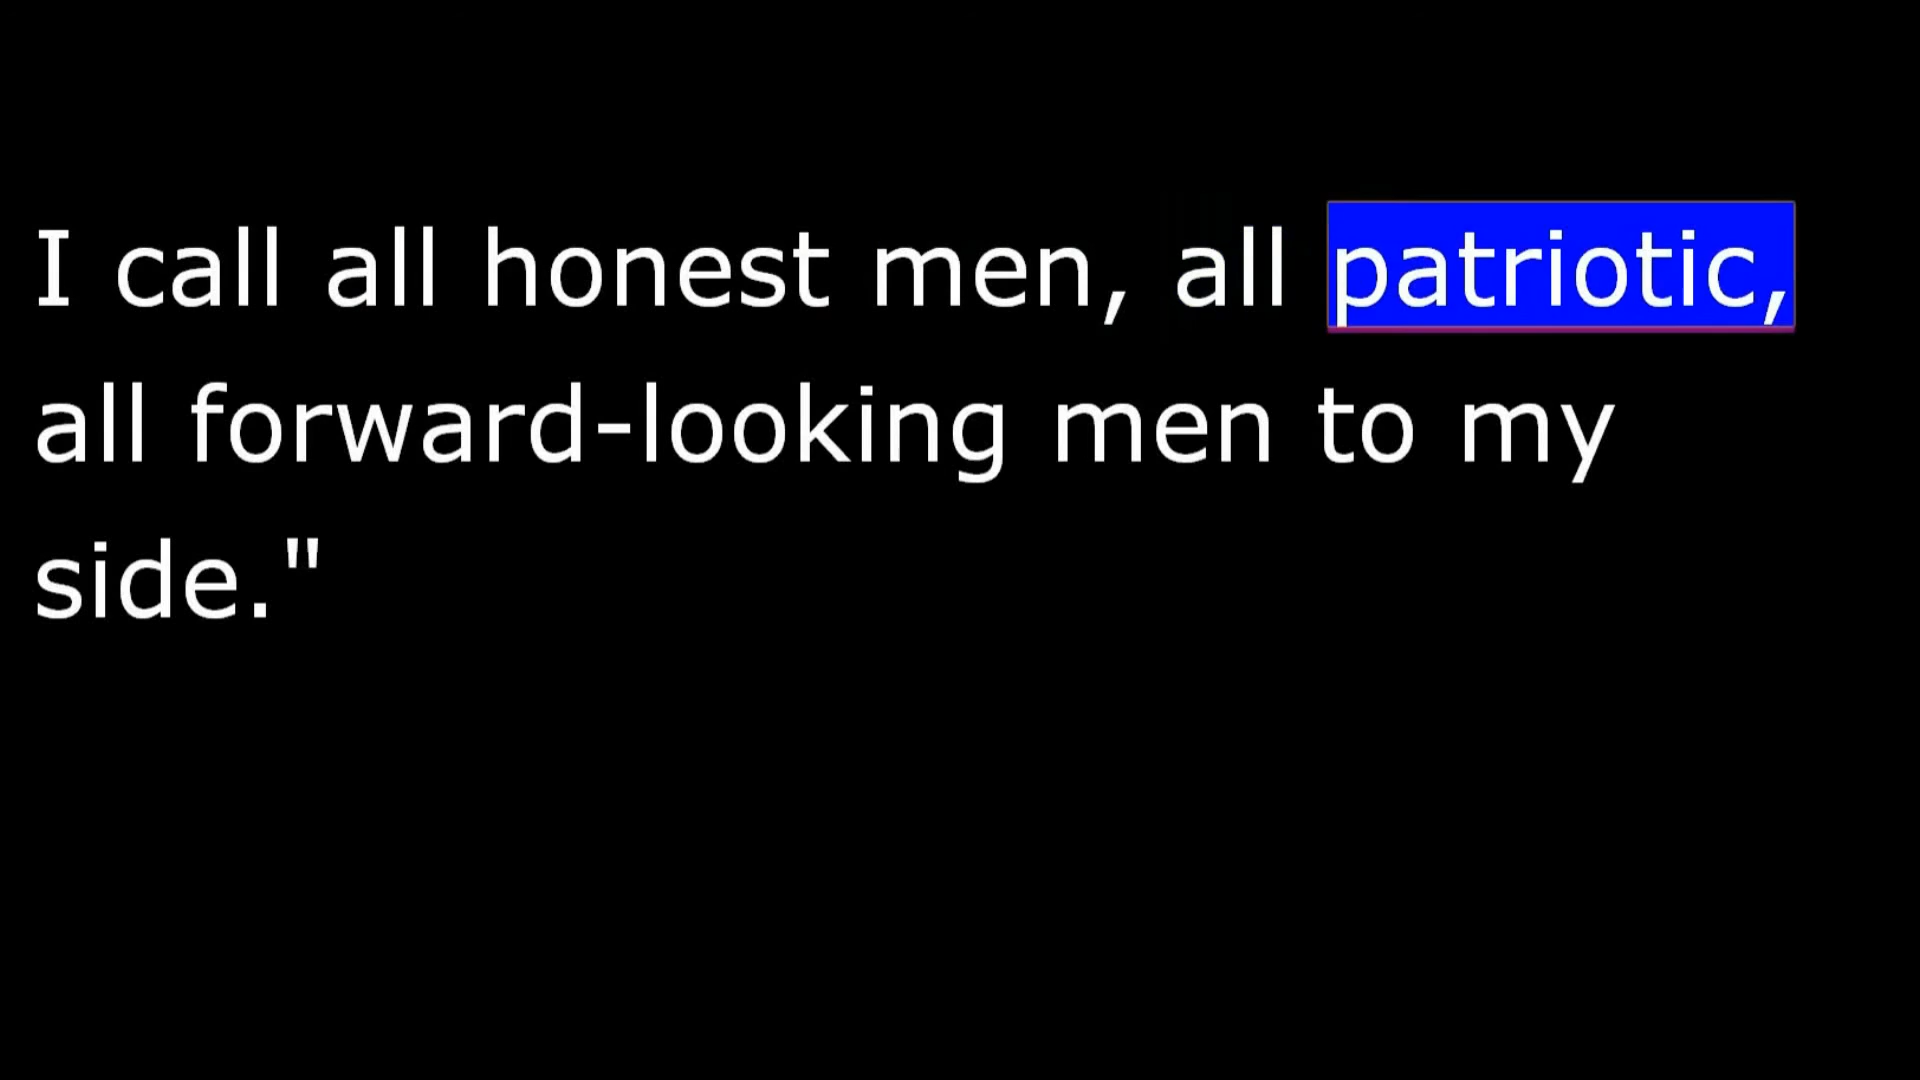 I call all honest men, all patriotic,
all forward-looking men to my
side."